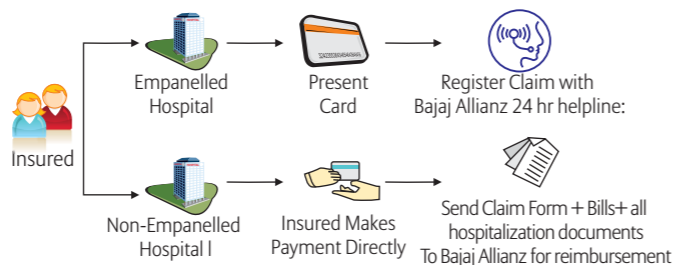 Insured
Empanelled
Hospital
Present
Card
Register Claim with
Bajaj Allianz 24 hr helpline:
Non-Empanelled
Hospital l
Insured Makes
Payment Directly
Send Claim Form + Bills+ all
hospitalization documents
To Bajaj Allianz for reimbursement